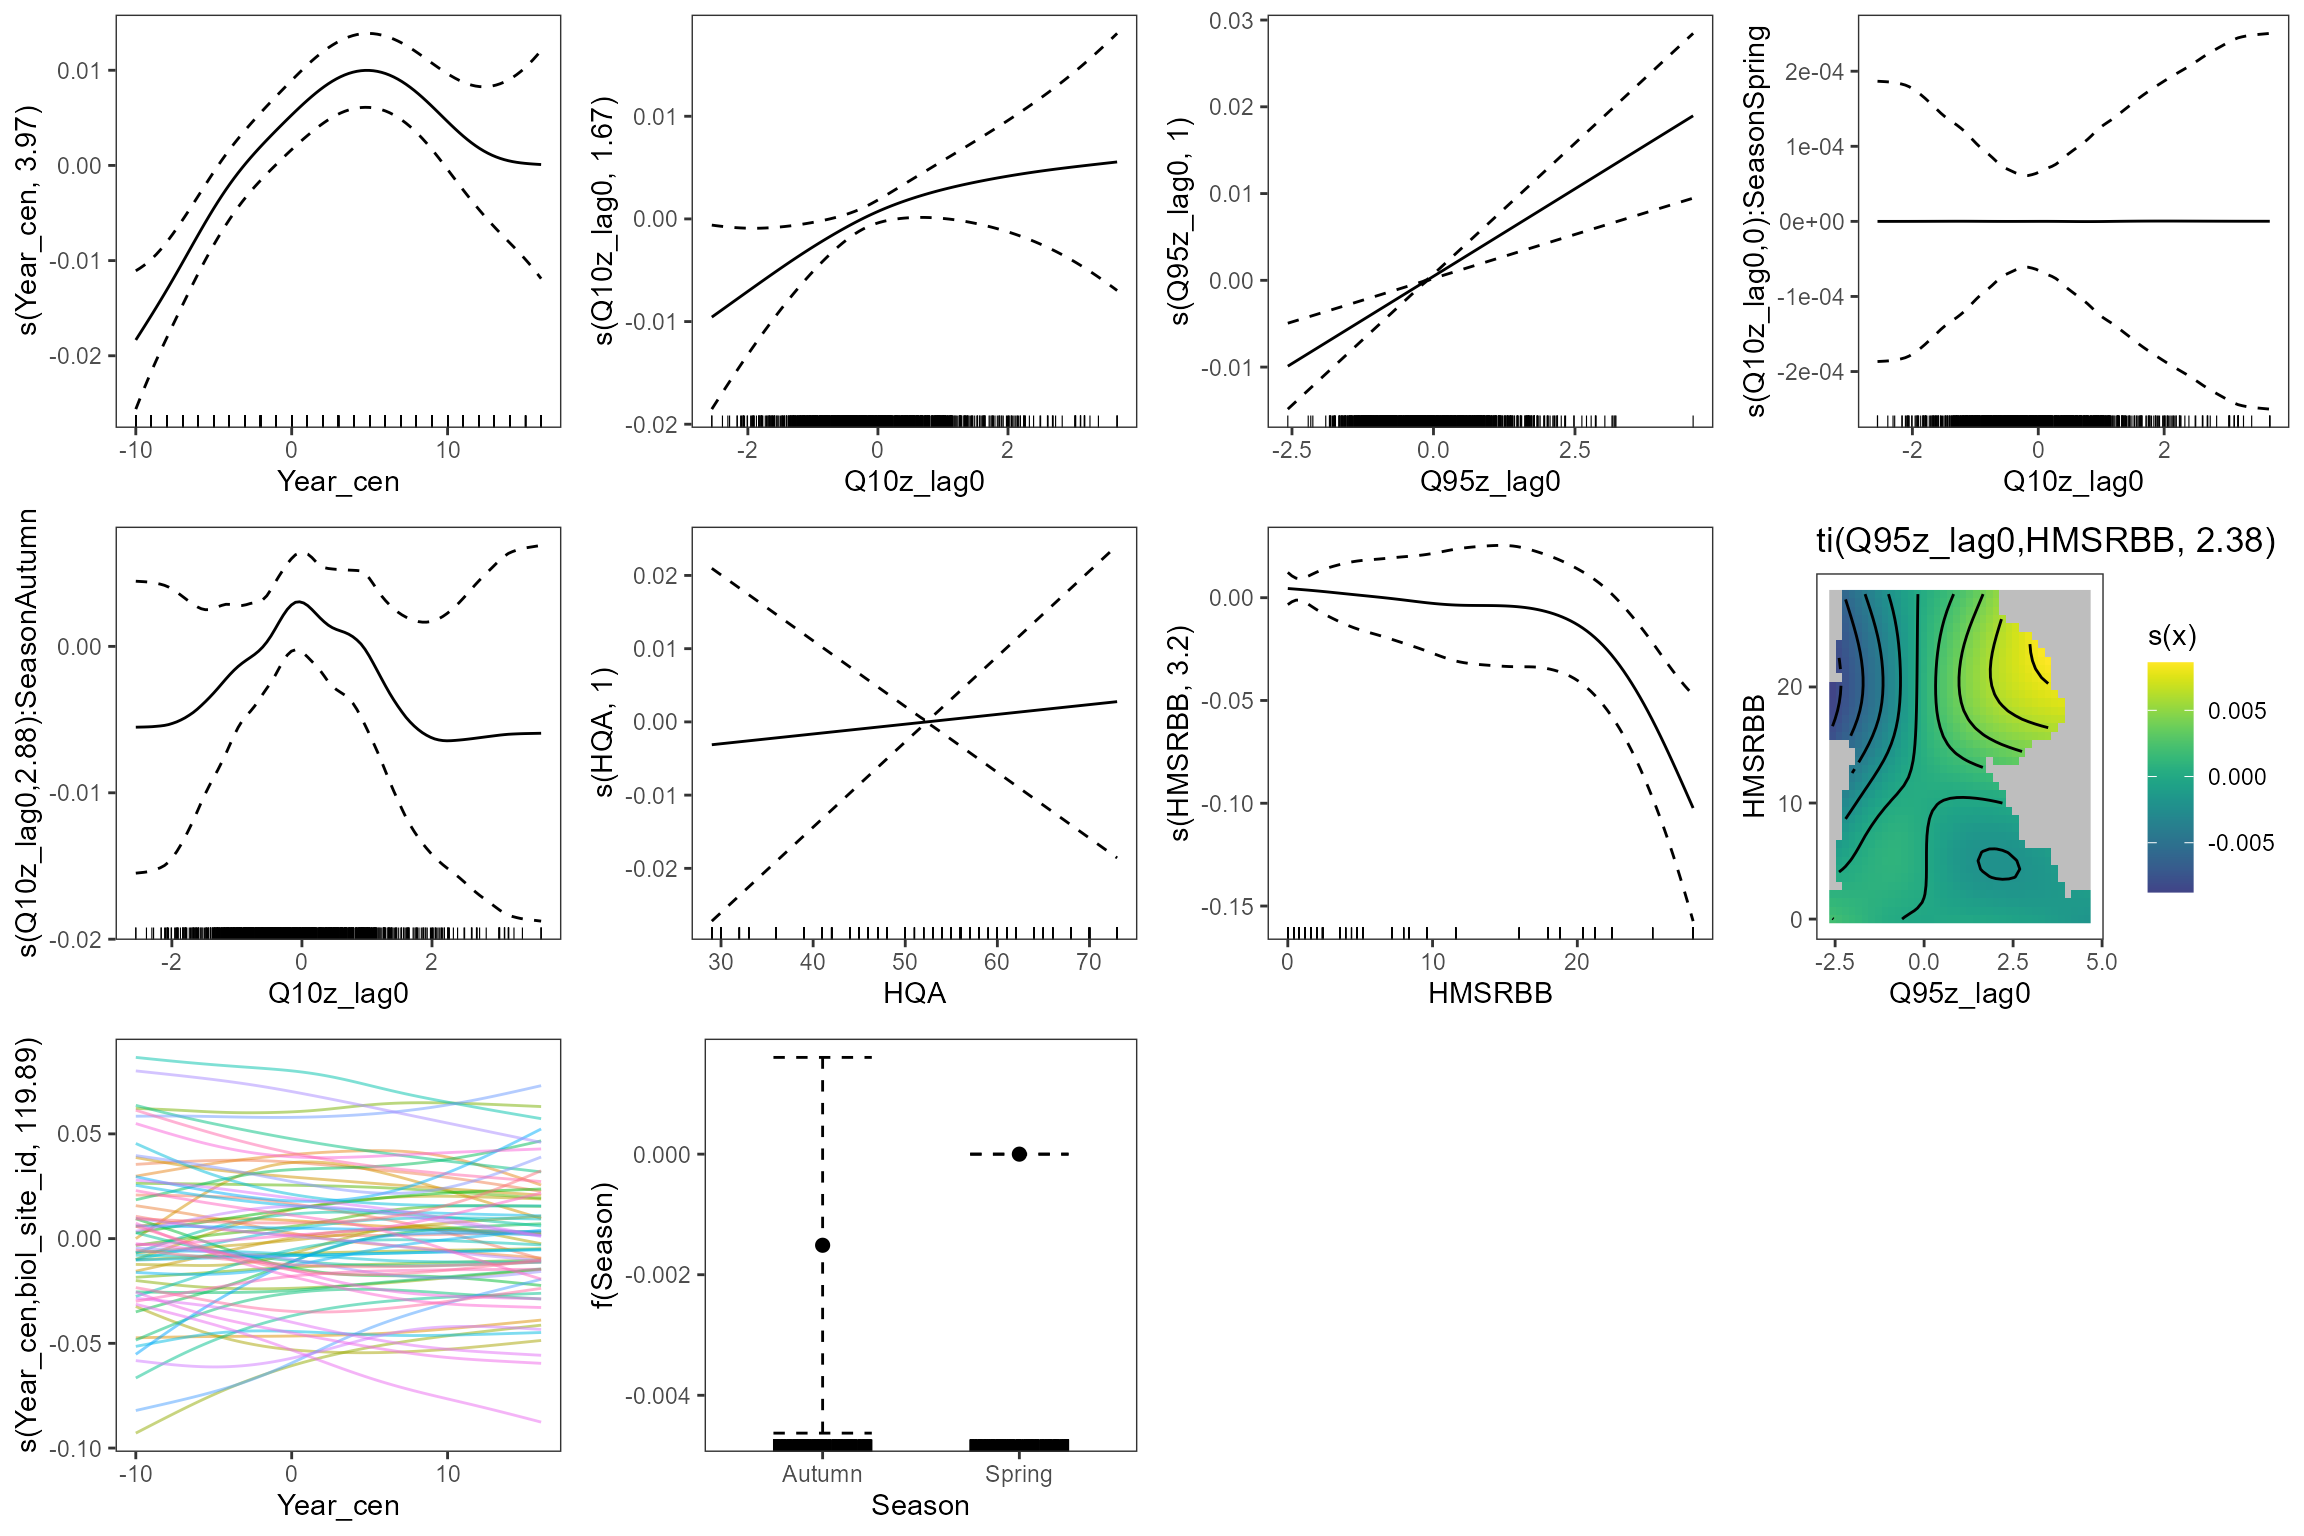 s(Year_cen, 3.97)
0.01
0.00
-0.01
-0.02
-10
0
10
Year_cen
s(Q10z_lag0, 1.67)
0.01
0.00
-0.01
-0.02
-2
0
2
Q10z_lag0
s(Q95z_lag0, 1)
0.03
0.02
0.01
0.00
-0.01
-2.5
0.0
2.5
Q95z_lag0
s(Q10z_lag0,0):SeasonSpring
2e-04
1e-04
0e+00
-1e-04
-2e-04
-2
0
2
Q10z_lag0
s(Q10z_lag0,2.88):SeasonAutumn
0.00
-0.01
-0.02
-2
0
2
Q10z_lag0
s(HQA, 1)
0.02
0.01
0.00
-0.01
-0.02
30
40
50
60
70
HQA
s(HMSRBB, 3.2)
0.00
-0.05
-0.10
-0.15
0
10
20
HMSRBB
ti(Q95z_lag0,HMSRBB, 2.38)
HMSRBB
20
10
0
-2.5
0.0
2.5
5.0
Q95z_lag0
s(x)
0.005
0.000
-0.005
s(Year_cen,biol_site_id, 119.89)
0.05
0.00
-0.05
-0.10
-10
0
10
Year_cen
f(Season)
0.000
-0.002
-0.004
Autumn
Spring
Season